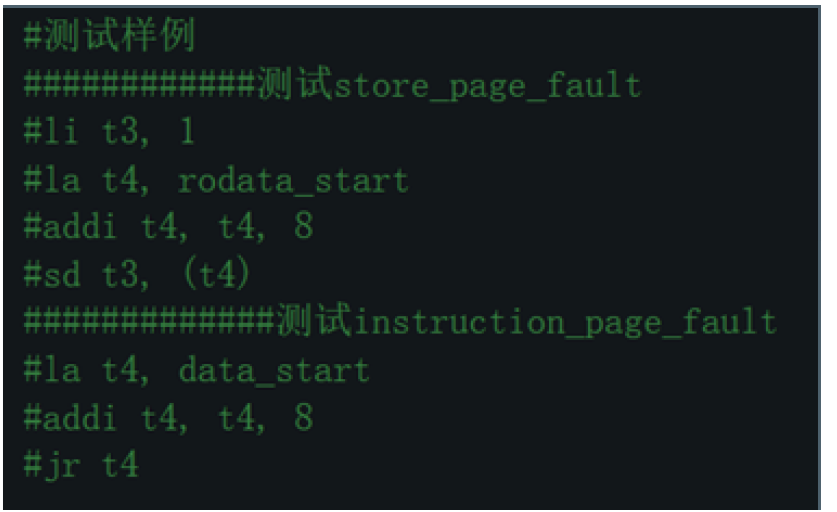 #测试样例
############测试store_page_fault
#li t3, 1
#la t4, rodata_start
#addi t4, t4, 8
#sd t3, (t4)
#############测试instruction_page_fault
#la t4, data_start
#addi t4, t4, 8
#jr t4